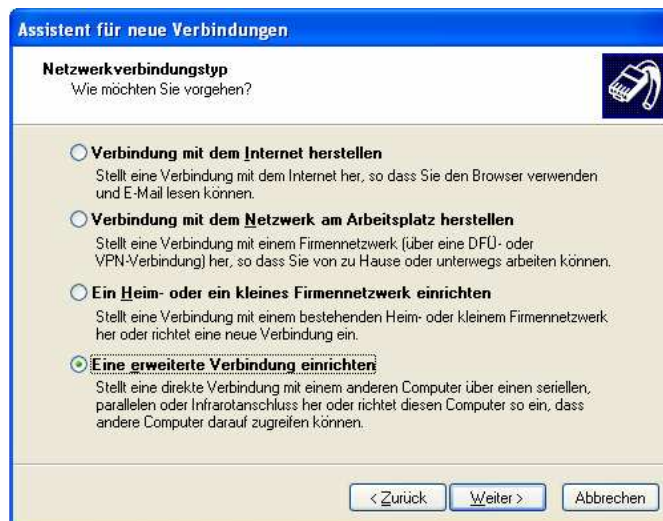 Assistent für neue Verbindungen
Netzwerkverbindungstyp
Wie möchten Sie vorgehen?
Verbindung mit dem Internet herstellen
Stellt eine Verbindung mit dem Internet her, so dass Sie den Browser verwenden
und E-Mail lesen können.
Verbindung mit dem Netzwerk am Arbeitsplatz herstellen
Stellt eine Verbindung mit einem Firmennetzwerk (über eine DFÜ- oder
VPN-Verbindung) her, so dass Sie von zu Hause oder unterwegs arbeiten können.
Ein Heim- oder ein kleines Firmennetzwerk einrichten
Stellt eine Verbindung mit einem bestehenden Heim- oder kleinem Firmennetzwerk
her oder richtet eine neue Verbindung ein.
Eine erweiterte Verbindung einrichten
Stellt eine direkte Verbindung mit einem anderen Computer über einen seriellen,
parallelen oder Infrarotanschluss her oder richtet diesen Computer so ein, dass
andere Computer darauf zugreifen können.
< Zurück Weiter > Abbrechen